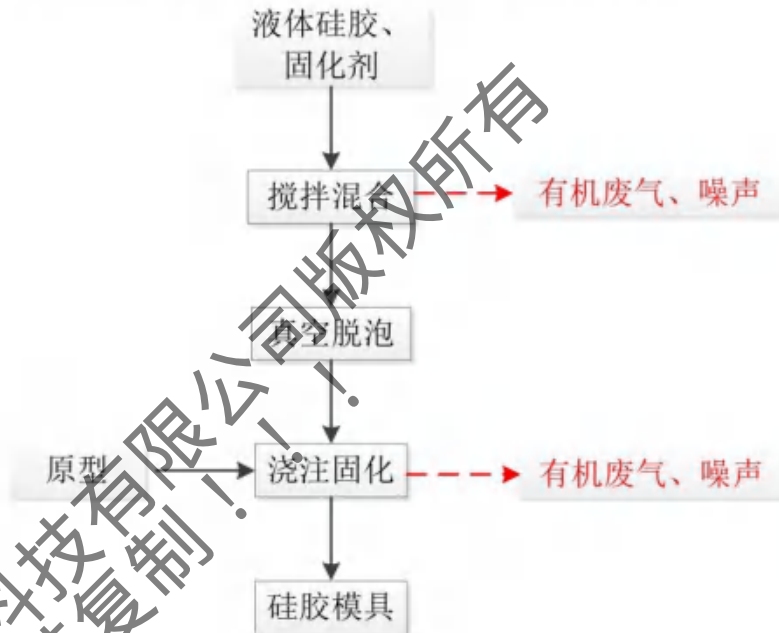 液体硅胶、
固化剂
搅拌混合
有机废气、噪声
真空脱泡
原型
浇注固化
有机废气、噪声
硅胶模具
科技有限公司版权所有
复制！！！